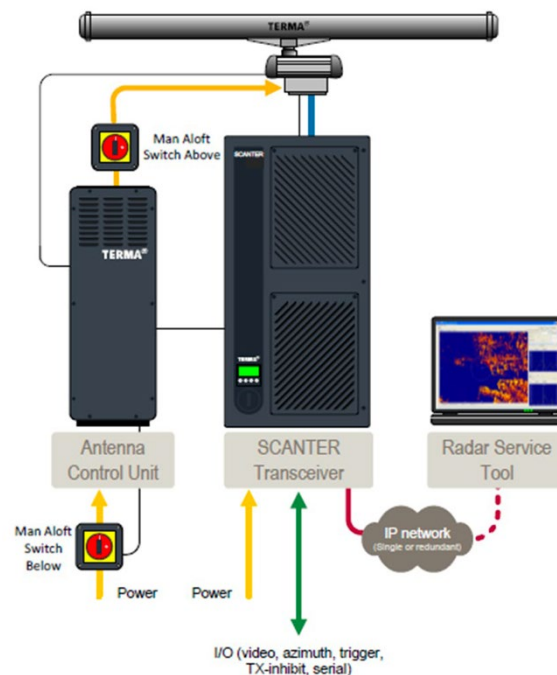 TERMA®
Man Aloft
Switch Above
SCANTER
TERMA®
TERMA®
Antenna
Control Unit
SCANTER
Transceiver
Radar Service
Tool
Man Aloft
Switch
Below
IP network
(Single or redundant)
Power
Power
I/O (video, azimuth, trigger,
TX-inhibit, serial)